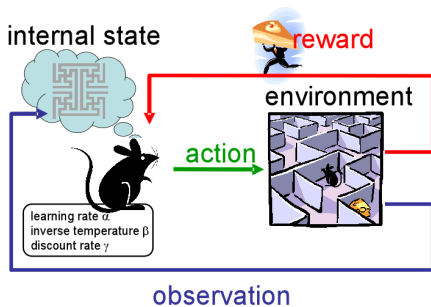 internal state
reward
environment
action
learning rate α
inverse temperature β
discount rate γ
observation